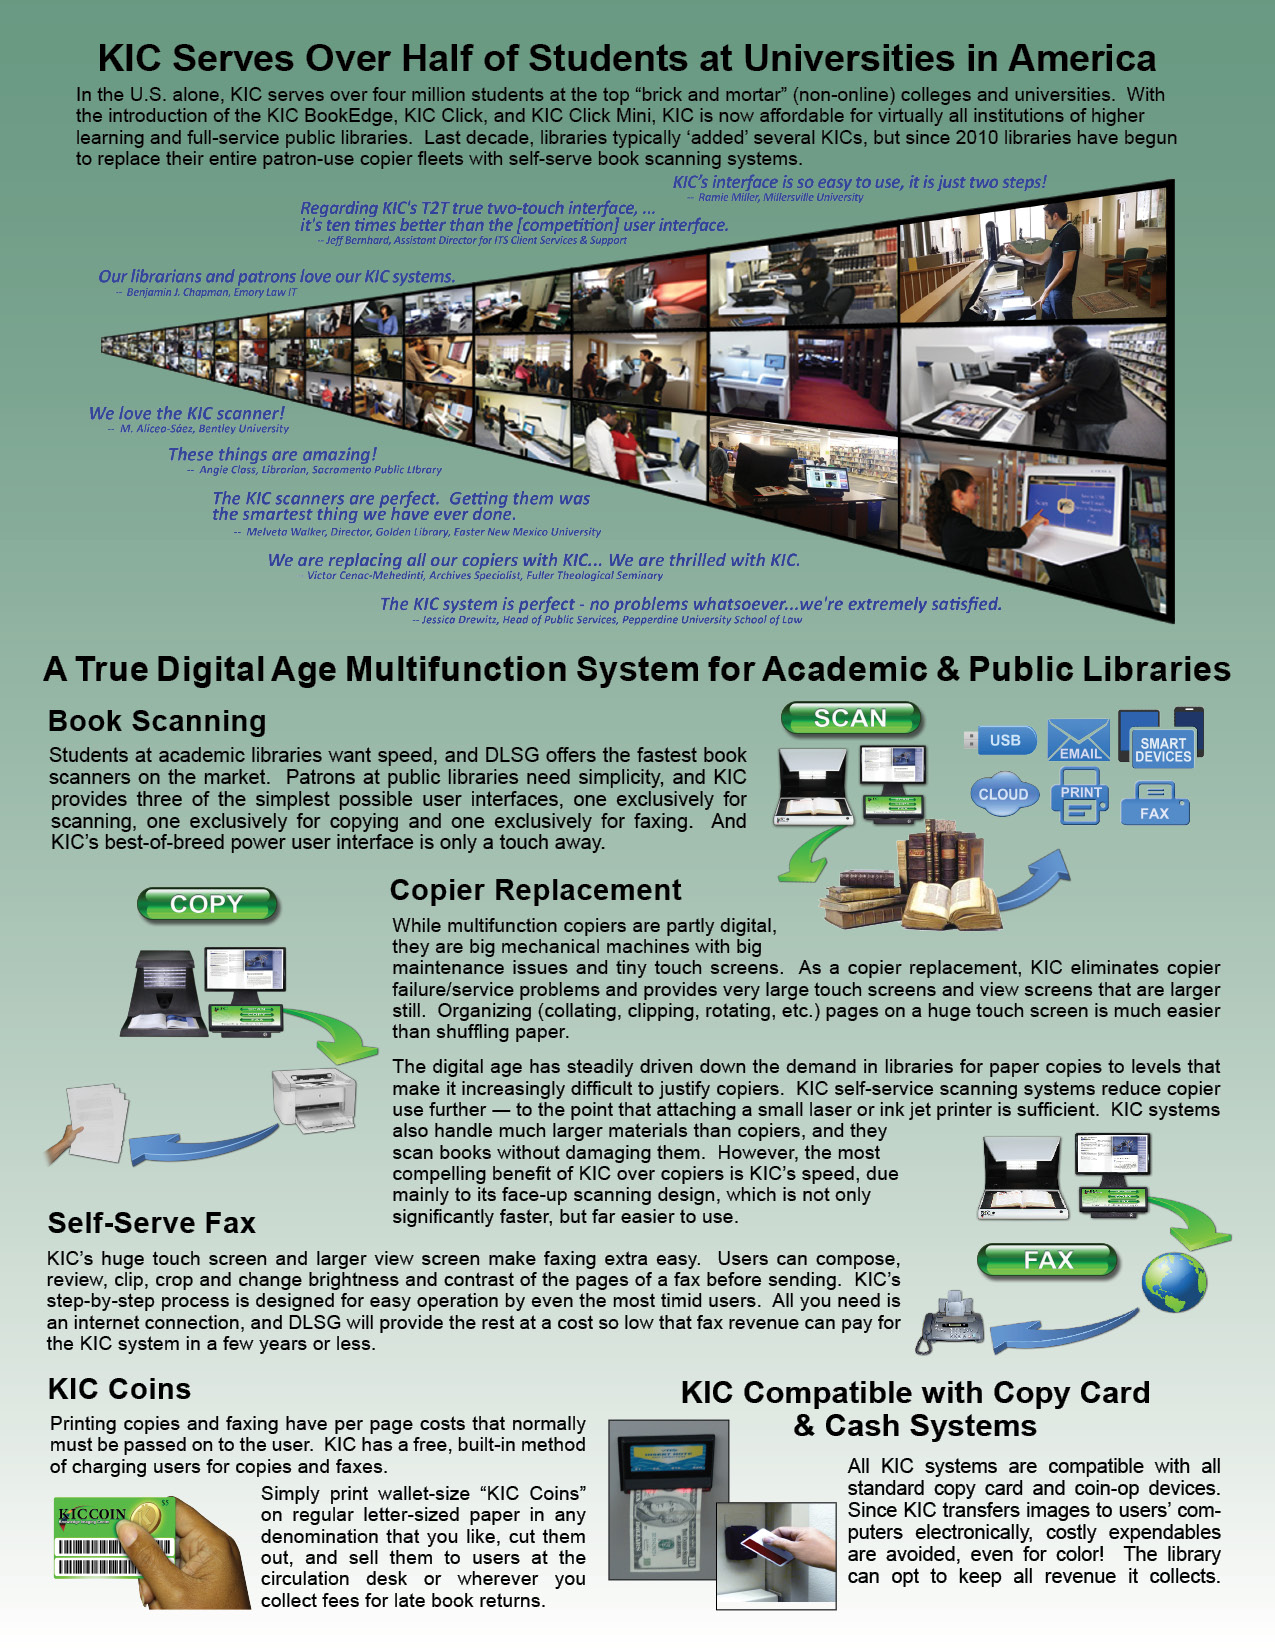 KIC Serves Over Half of Students at Universities in America
In the U.S. alone, KIC serves over four million students at the top “brick and mortar” (non-online) colleges and universities.  With
the introduction of the KIC BookEdge, KIC Click, and KIC Click Mini, KIC is now affordable for virtually all institutions of higher
learning and full-service public libraries.  Last decade, libraries typically ‘added’ several KICs, but since 2010 libraries have begun
to replace their entire patron-use copier fleets with self-serve book scanning systems.
KIC’s interface is so easy to use, it is just two steps!
-- Ramie Miller, Millersville University
Regarding KIC's T2T true two-touch interface, ...
it's ten times better than the [competition] user interface.
-- Jeff Bernhard, Assistant Director for ITS Client Services & Support
Our librarians and patrons love our KIC systems.
-- Benjamin J. Chapman, Emory Law IT
We love the KIC scanner!
-- M. Alicea-Sáez, Bentley University
These things are amazing!
-- Angie Class, Librarian, Sacramento Public LIbrary
The KIC scanners are perfect.  Getting them was
the smartest thing we have ever done.
-- Melveta Walker, Director, Golden Library, Easter New Mexico University
We are replacing all our copiers with KIC... We are thrilled with KIC.
- Victor Cenac-Mehedinti, Archives Specialist, Fuller Theological Seminary
The KIC system is perfect - no problems whatsoever...we're extremely satisfied.
-- Jessica Drewitz, Head of Public Services, Pepperdine University School of Law
A True Digital Age Multifunction System for Academic & Public Libraries
Book Scanning
Students at academic libraries want speed, and DLSG offers the fastest book
scanners on the market.  Patrons at public libraries need simplicity, and KIC
provides three of the simplest possible user interfaces, one exclusively for
scanning, one exclusively for copying and one exclusively for faxing.  And
KIC’s best-of-breed power user interface is only a touch away.
SCAN
USB
EMAIL
SMART
DEVICES
CLOUD
PRINT
FAX
COPY
Copier Replacement
While multifunction copiers are partly digital,
they are big mechanical machines with big
maintenance issues and tiny touch screens.  As a copier replacement, KIC eliminates copier
failure/service problems and provides very large touch screens and view screens that are larger
still.  Organizing (collating, clipping, rotating, etc.) pages on a huge touch screen is much easier
than shuffling paper.
The digital age has steadily driven down the demand in libraries for paper copies to levels that
make it increasingly difficult to justify copiers.  KIC self-service scanning systems reduce copier
use further — to the point that attaching a small laser or ink jet printer is sufficient.  KIC systems
also handle much larger materials than copiers, and they
scan books without damaging them.  However, the most
compelling benefit of KIC over copiers is KIC’s speed, due
mainly to its face-up scanning design, which is not only
significantly faster, but far easier to use.
Self-Serve Fax
KIC’s huge touch screen and larger view screen make faxing extra easy.  Users can compose,
review, clip, crop and change brightness and contrast of the pages of a fax before sending.  KIC’s
step-by-step process is designed for easy operation by even the most timid users.  All you need is
an internet connection, and DLSG will provide the rest at a cost so low that fax revenue can pay for
the KIC system in a few years or less.
FAX
KIC Coins
Printing copies and faxing have per page costs that normally
must be passed on to the user.  KIC has a free, built-in method
of charging users for copies and faxes.
KICCOIN
$5
Simply print wallet-size “KIC Coins”
on regular letter-sized paper in any
denomination that you like, cut them
out, and sell them to users at the
circulation desk or wherever you
collect fees for late book returns.
KIC Compatible with Copy Card
& Cash Systems
INSERT NOTE
All KIC systems are compatible with all
standard copy card and coin-op devices.
Since KIC transfers images to users’ com-
puters electronically, costly expendables
are avoided, even for color!  The library
can opt to keep all revenue it collects.